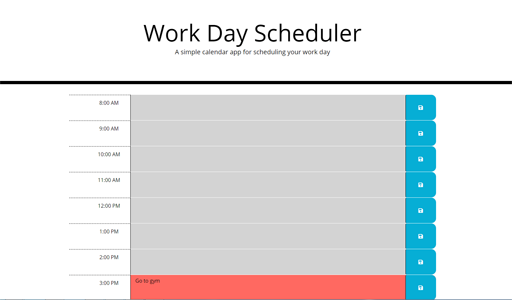 Work Day Scheduler
A simple calendar app for scheduling your work day
8:00 AM
9:00 AM
10:00 AM
11:00 AM
12:00 PM
1:00 PM
2:00 PM
3:00 PM Go to gym